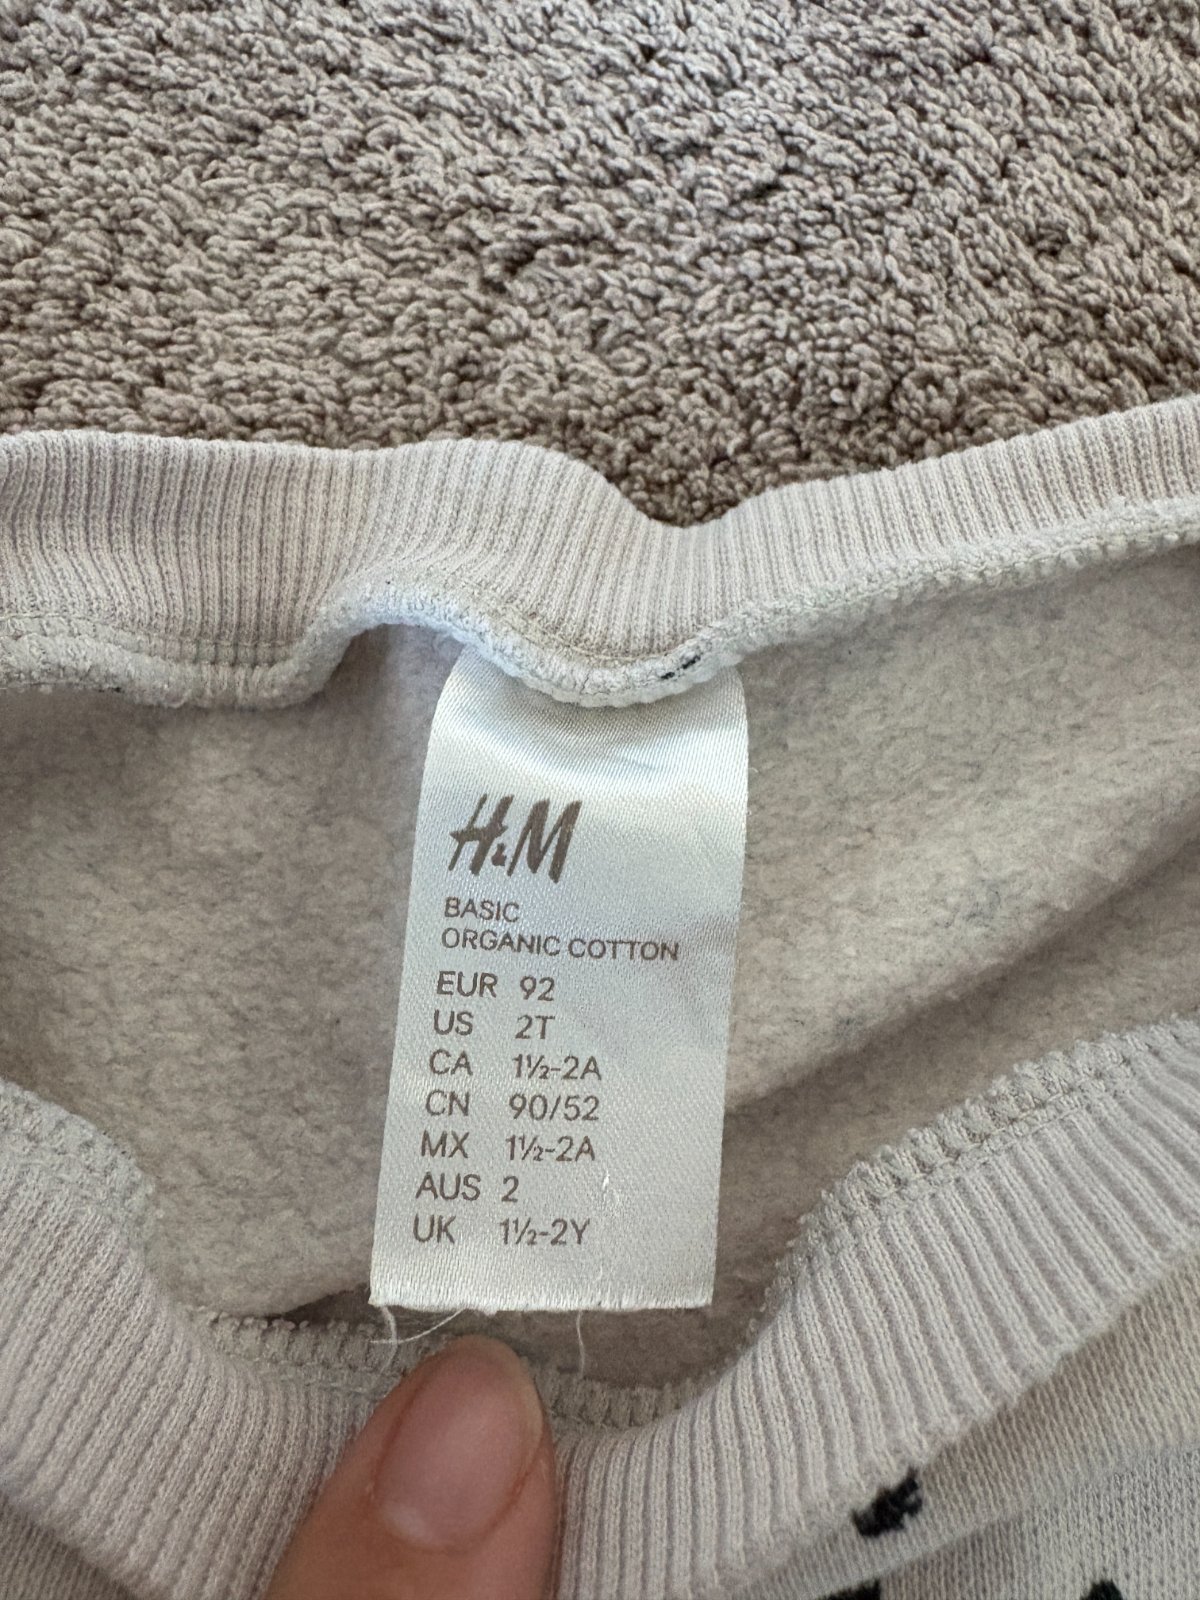 H&M
BASIC
ORGANIC COTTON
EUR 92
US 2T
CA 1½-2A
CN 90/52
MX 1½-2A
AUS 2
UK 1½-2Y